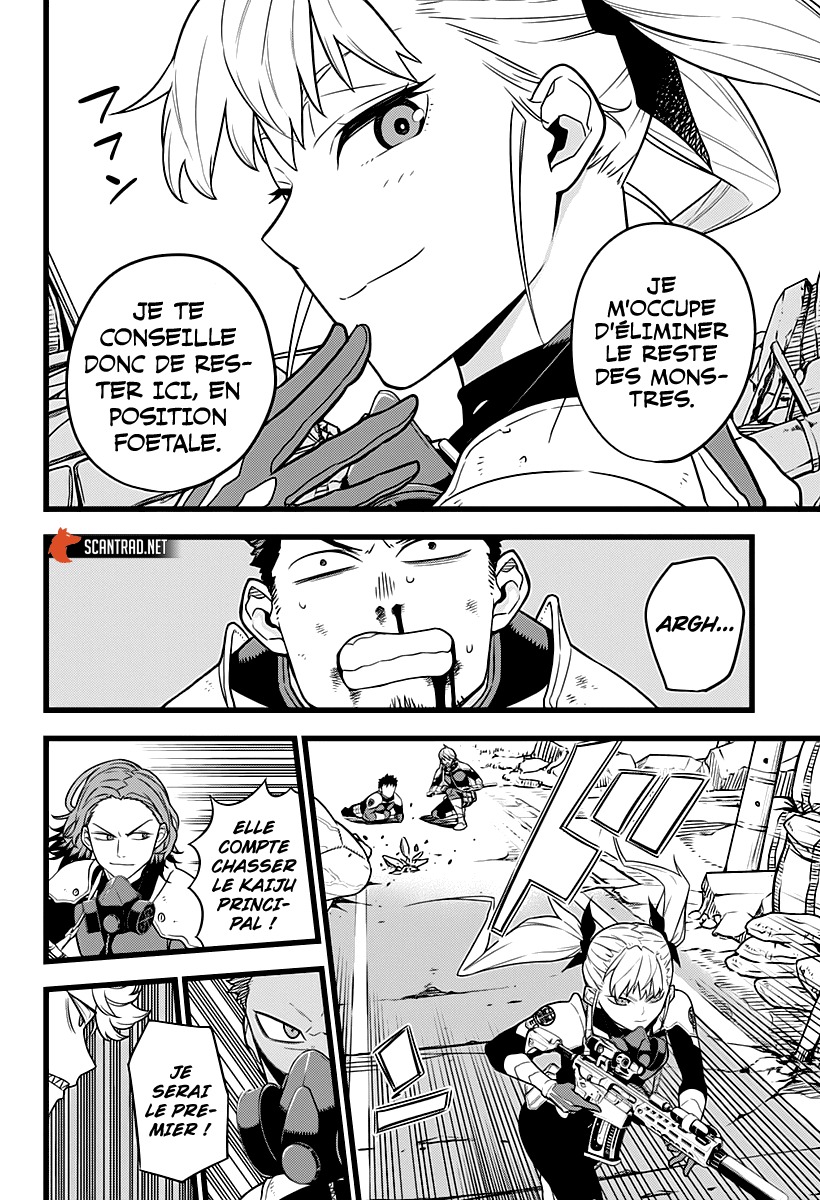 JE
M'OCCUPE
D'ÉLIMINER
LE RESTE
DES MONS-
TRES.
JE TE
CONSEILLE
DONC DE RES-
TER ICI, EN
POSITION
FOETALE.
SCANTRAD.NET
ARGH...
ELLE
COMPTE
CHASSER
LE KAIJU
PRINCI-
PAL !
JE
SERAI
LE PRE-
MIER !